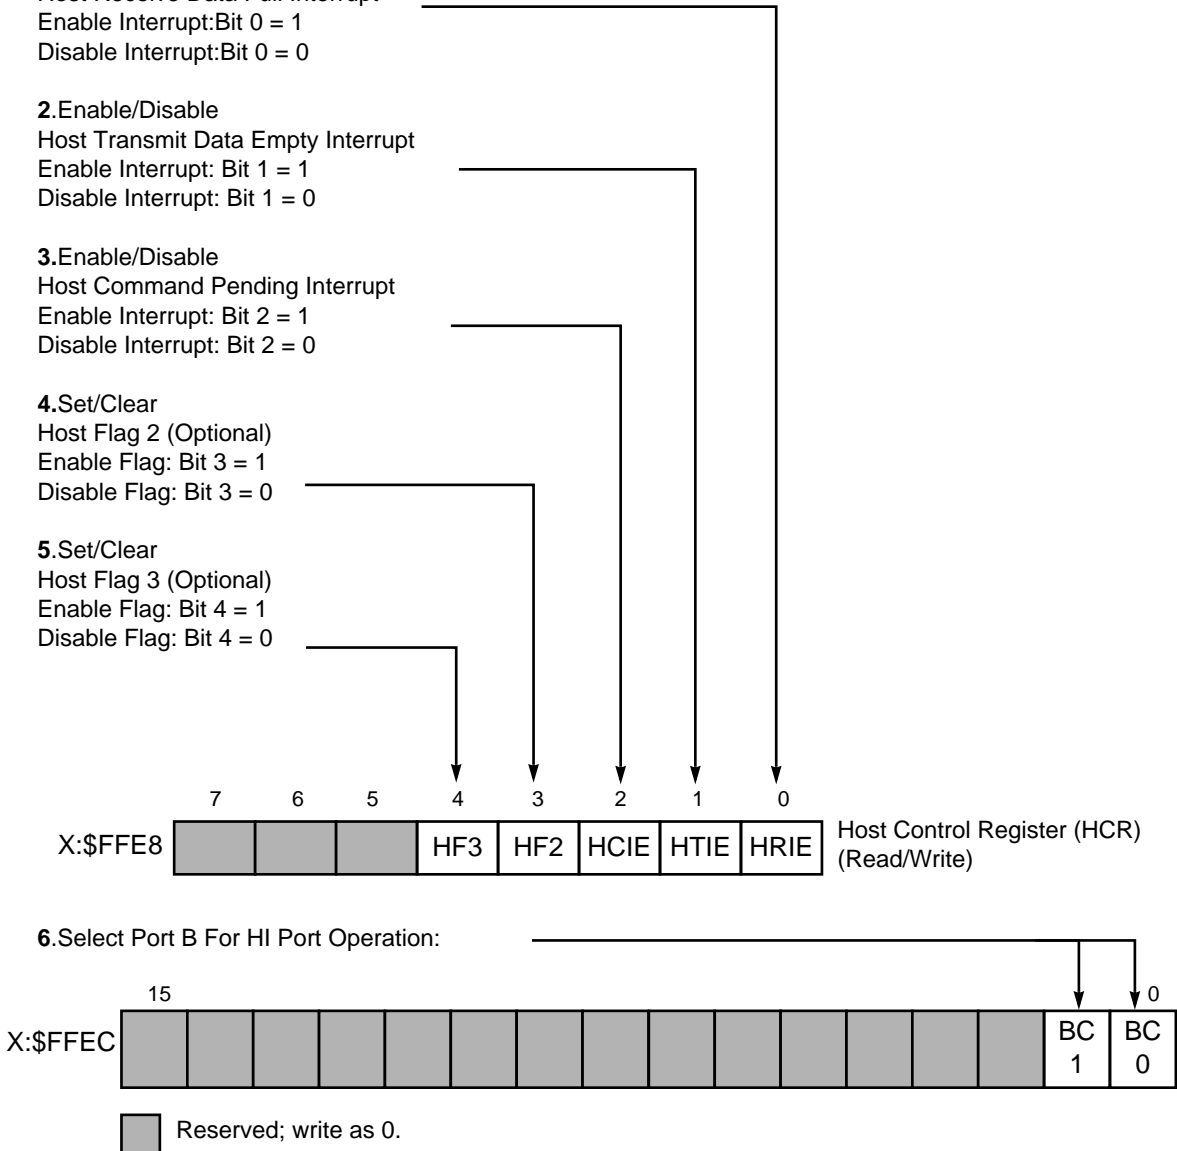 Host Receive Data Full Interrupt
Enable Interrupt:Bit 0 = 1
Disable Interrupt:Bit 0 = 0
2.Enable/Disable
Host Transmit Data Empty Interrupt
Enable Interrupt: Bit 1 = 1
Disable Interrupt: Bit 1 = 0
3.Enable/Disable
Host Command Pending Interrupt
Enable Interrupt: Bit 2 = 1
Disable Interrupt: Bit 2 = 0
4.Set/Clear
Host Flag 2 (Optional)
Enable Flag: Bit 3 = 1
Disable Flag: Bit 3 = 0
5.Set/Clear
Host Flag 3 (Optional)
Enable Flag: Bit 4 = 1
Disable Flag: Bit 4 = 0
7 6 5 4 3 2 1 0
X:$FFE8 HF3 HF2 HCIE HTIE HRIE Host Control Register (HCR)
(Read/Write)
6.Select Port B For HI Port Operation:
15 0
X:$FFEC BC BC
1 0
Reserved; write as 0.